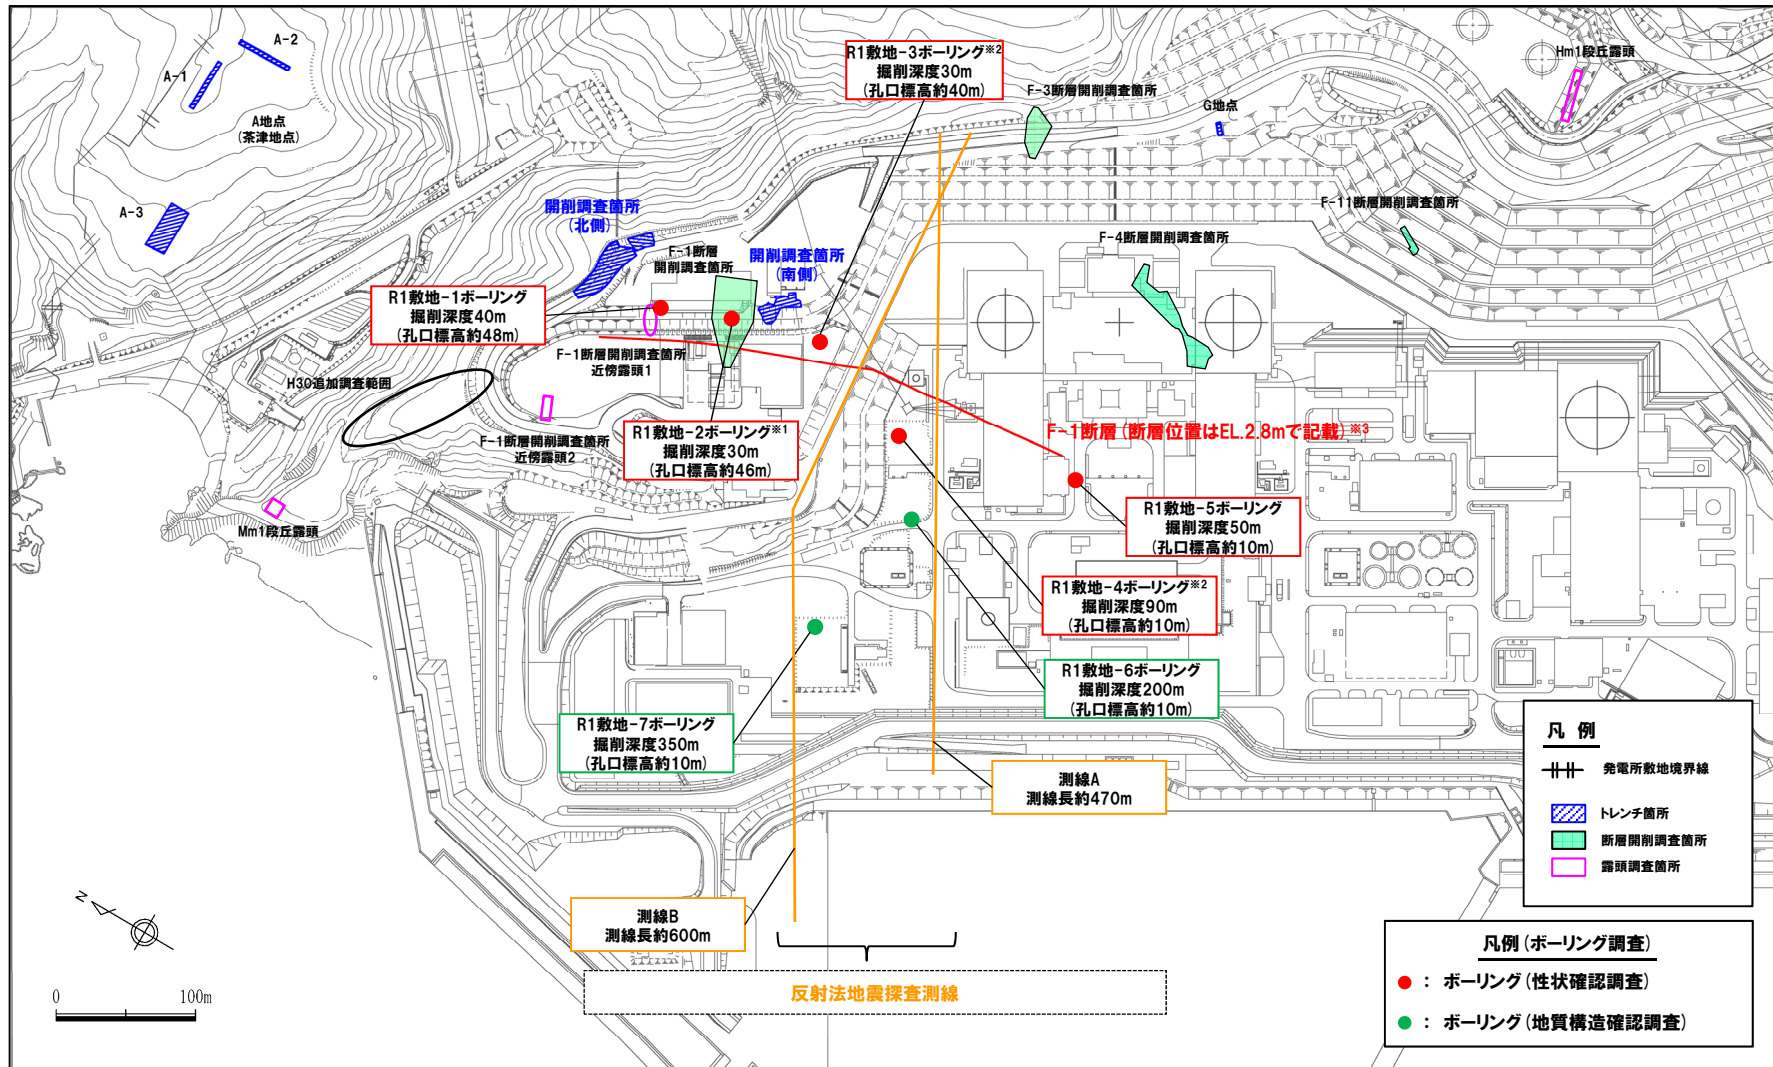 A-2
A-1
A地点
(茶津地点)
A-3
R1敷地-3ボーリング※2
掘削深度30m
(孔口標高約40m)
Hm1段丘露頭
F-3断層開削調査箇所
G地点
開削調査箇所
(北側)
F-1断層
開削調査箇所
開削調査箇所
(南側)
F-11断層開削調査箇所
F-4断層開削調査箇所
R1敷地-1ボーリング
掘削深度40m
(孔口標高約48m)
F-1断層開削調査箇所
近傍露頭1
H30追加調査範囲
F-1断層開削調査箇所
近傍露頭2
R1敷地-2ボーリング※1
掘削深度30m
(孔口標高約46m)
F-1断層(断層位置はEL.2.8mで記載)※3
Mm1段丘露頭
R1敷地-5ボーリング
掘削深度50m
(孔口標高約10m)
R1敷地-4ボーリング※2
掘削深度90m
(孔口標高約10m)
R1敷地-6ボーリング
掘削深度200m
(孔口標高約10m)
R1敷地-7ボーリング
掘削深度350m
(孔口標高約10m)
測線A
測線長約470m
測線B
測線長約600m
反射法地震探査測線
N
0 100m
凡 例
発電所敷地境界線
トレンチ箇所
断層開削調査箇所
露頭調査箇所
凡例(ボーリング調査)
: ボーリング(性状確認調査)
: ボーリング(地質構造確認調査)